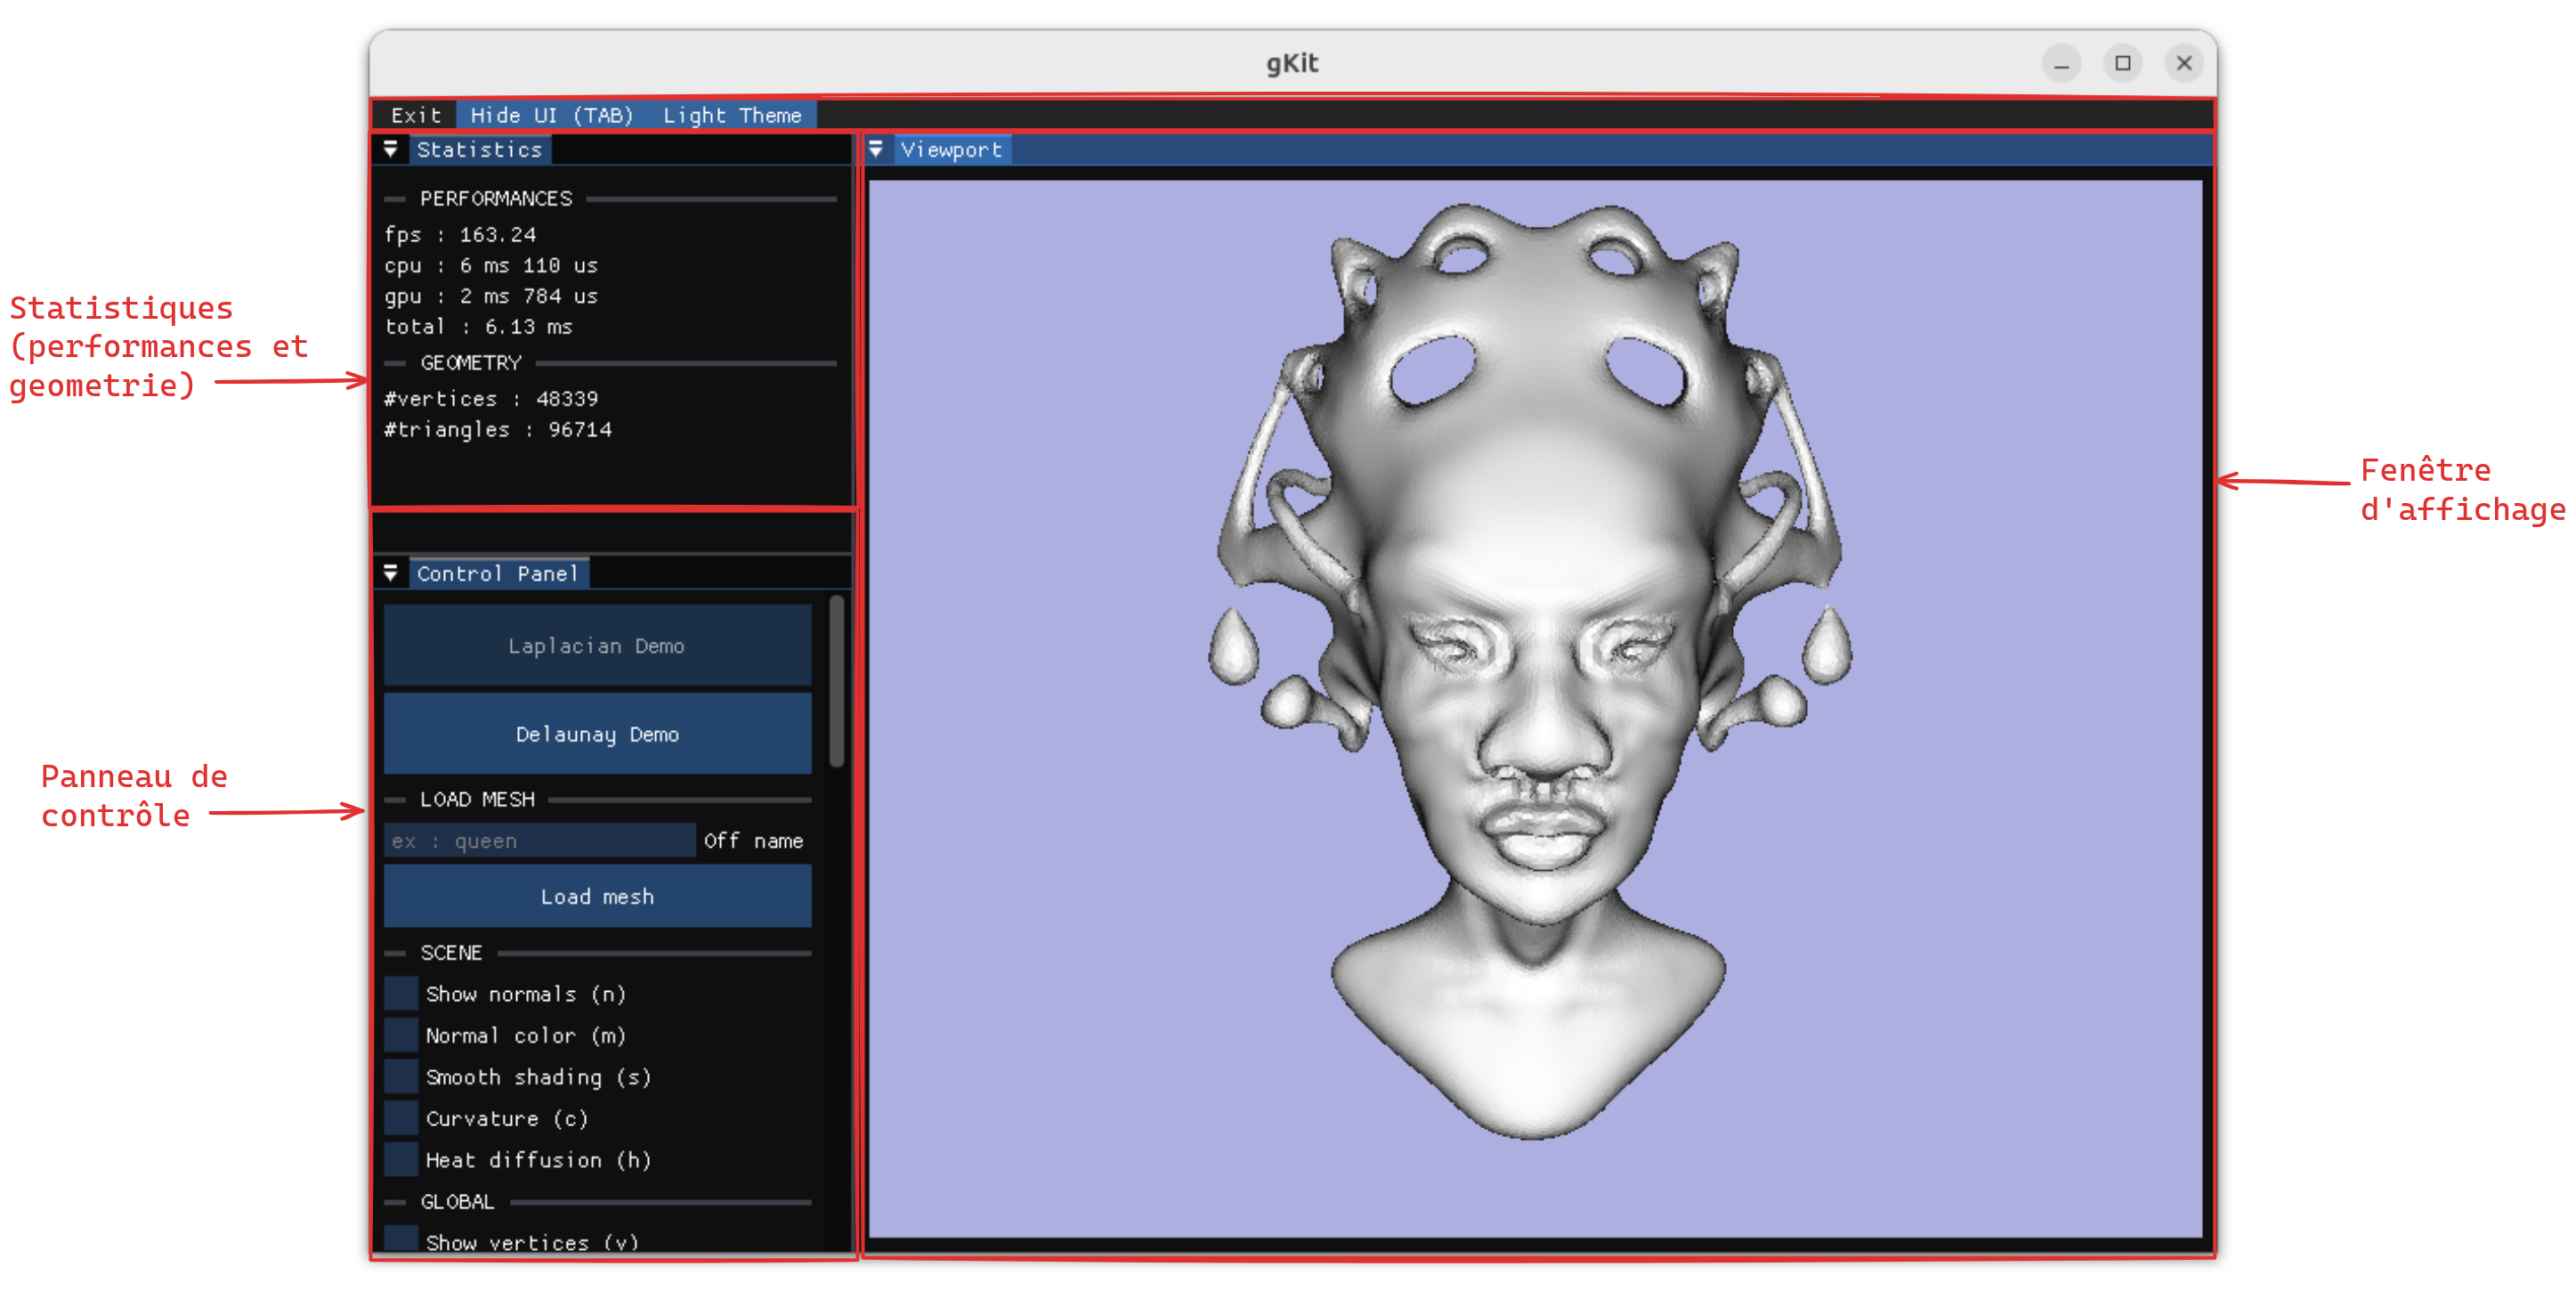 gKit
Exit Hide UI (TAB) Light Theme
Statistics
PERFORMANCES
fps : 163.24
cpu : 6 ms 110 us
gpu : 2 ms 784 us
total : 6.13 ms
GEOMETRY
#vertices : 48339
#triangles : 96714
Control Panel
Laplacian Demo
Delaunay Demo
LOAD MESH
ex : queen Off name
Load mesh
SCENE
Show normals (n)
Normal color (m)
Smooth shading (s)
Curvature (c)
Heat diffusion (h)
GLOBAL
Show vertices (v)
Viewport
Statistiques
(performances et
geometrie)
Panneau de
contrôle
Fenêtre
d'affichage